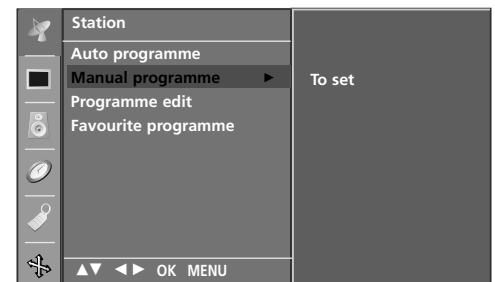 Station
Auto programme
Manual programme ► To set
Programme edit
Favourite programme
▲▼ ◄► OK MENU